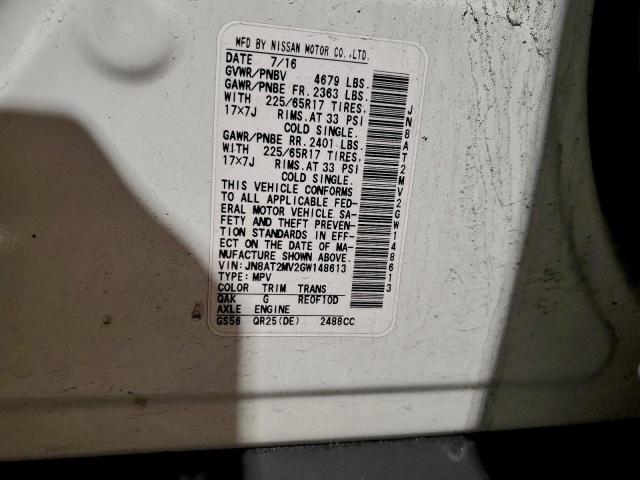 MFD BY NISSAN MOTOR CO.,LTD.
DATE 7/16
GVWR/PNBV 4679 LBS.
GAWR/PNBE FR. 2363 LBS.
WITH 225/65R17 TIRES,
17×7J RIMS. AT 33 PSI
COLD SINGLE.
GAWR/PNBE RR. 2401 LBS.
WITH 225/65R17 TIRES,
17×7J RIMS. AT 33 PSI
COLD SINGLE.
THIS VEHICLE CONFORMS
TO ALL APPLICABLE FED-
ERAL MOTOR VEHICLE SA-
FETY AND THEFT PREVEN-
TION STANDARDS IN EFF-
ECT ON THE DATE OF MA-
NUFACTURE SHOWN ABOVE.
VIN:JN8AT2MV2GW148613
TYPE: MPV
COLOR TRIM TRANS
QAK G RE0F10D
AXLE ENGINE
GS56 QR25(DE) 2488CC
JN8AT2MV2GW148613